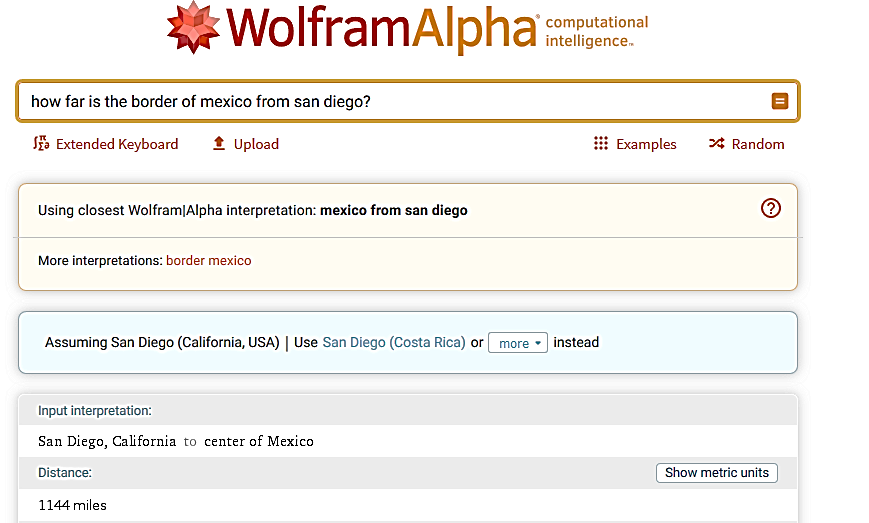 WolframAlpha computational
intelligence™
how far is the border of mexico from san diego?
Extended Keyboard Upload Examples Random
Using closest Wolfram|Alpha interpretation: mexico from san diego
More interpretations: border mexico
Assuming San Diego (California, USA) | Use San Diego (Costa Rica) or more instead
Input interpretation:
San Diego, California to center of Mexico
Distance: Show metric units
1144 miles